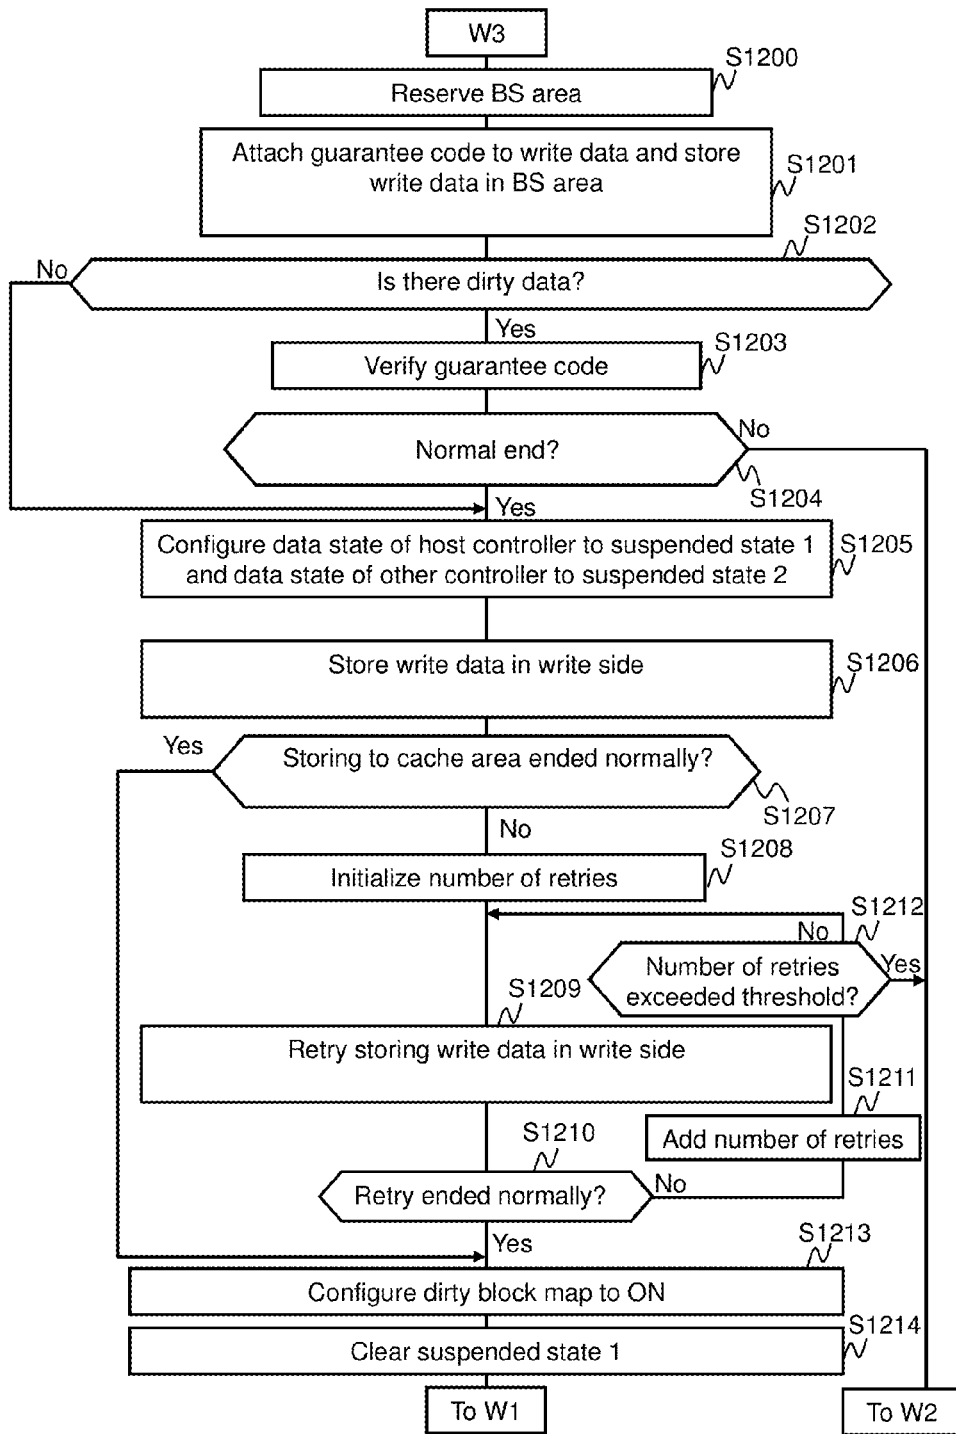 W3
S1200
Reserve BS area
Attach guarantee code to write data and store
write data in BS area
S1201
S1202
No
Is there dirty data?
Yes
S1203
Verify guarantee code
No
Normal end?
S1204
Yes
Configure data state of host controller to suspended state 1
and data state of other controller to suspended state 2
S1205
Store write data in write side
S1206
Yes
Storing to cache area ended normally?
S1207
No
S1208
Initialize number of retries
S1212
No
Number of retries
exceeded threshold?
Yes
S1209
Retry storing write data in write side
S1211
Add number of retries
S1210
Retry ended normally?
No
Yes
S1213
Configure dirty block map to ON
S1214
Clear suspended state 1
To W1
To W2